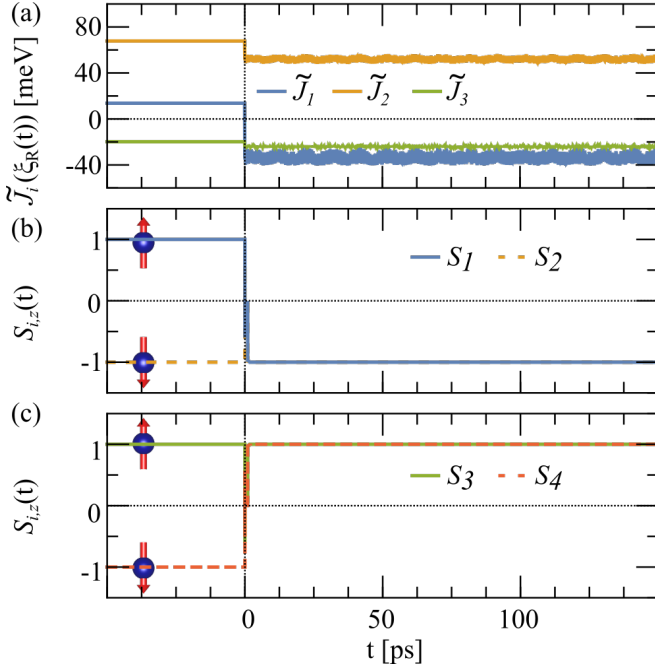 (a)
J̃i(ξR(t)) [meV]
80
40
0
-40
J̃1 J̃2 J̃3
(b)
Si,z(t)
1
0
-1
S1 S2
(c)
Si,z(t)
1
0
-1
S3 S4
0 50 100
t [ps]